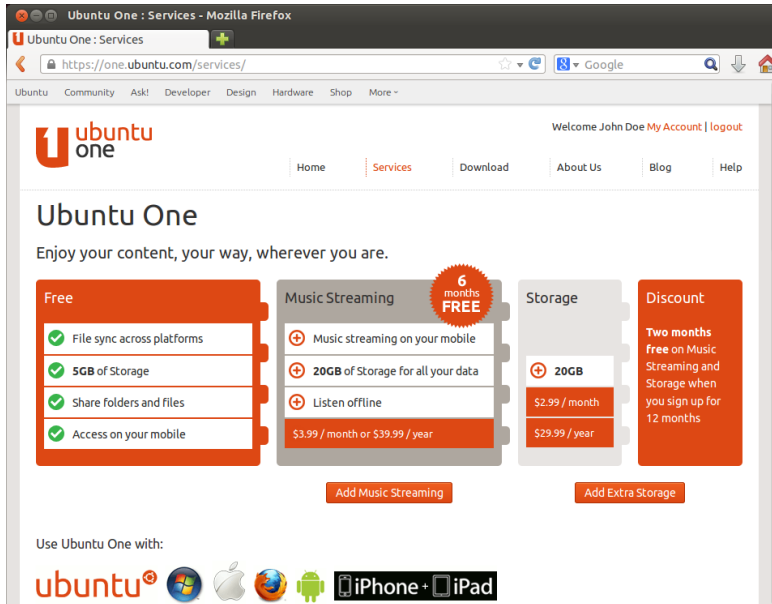 Ubuntu One : Services - Mozilla Firefox
Ubuntu One : Services
https://one.ubuntu.com/services/
Google
Ubuntu Community Ask! Developer Design Hardware Shop More
ubuntu
one
Welcome John Doe My Account | logout
Home Services Download About Us Blog Help
Ubuntu One
Enjoy your content, your way, wherever you are.
Free
File sync across platforms
5GB of Storage
Share folders and files
Access on your mobile
Music Streaming
6
months
FREE
Music streaming on your mobile
20GB of Storage for all your data
Listen offline
$3.99 / month or $39.99 / year
Add Music Streaming
Storage
20GB
$2.99 / month
$29.99 / year
Add Extra Storage
Discount
Two months
free on Music
Streaming and
Storage when
you sign up for
12 months
Use Ubuntu One with:
ubuntu
iPhone + iPad